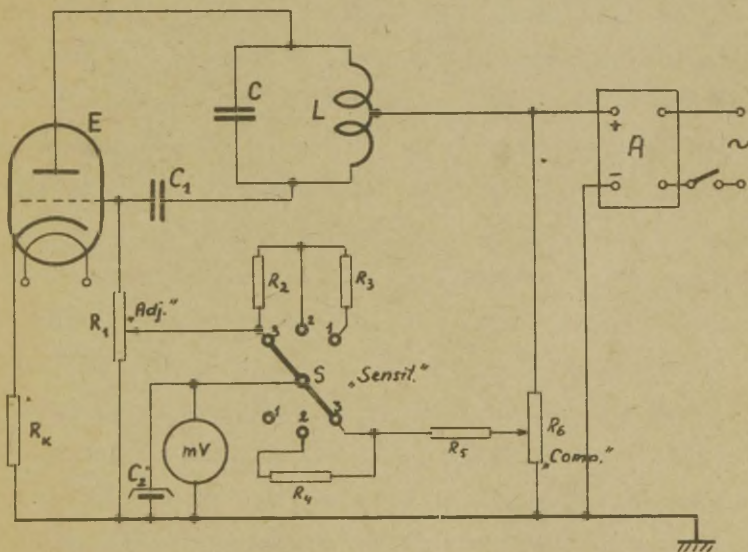 E
C
L
A
+
−
~
C₁
R₂
R₃
R₁
„Adj.”
3
2
1
S
„Sensit.”
1
2
3
Rₖ
mV
C₂
R₄
R₅
R₆
„Comp.”